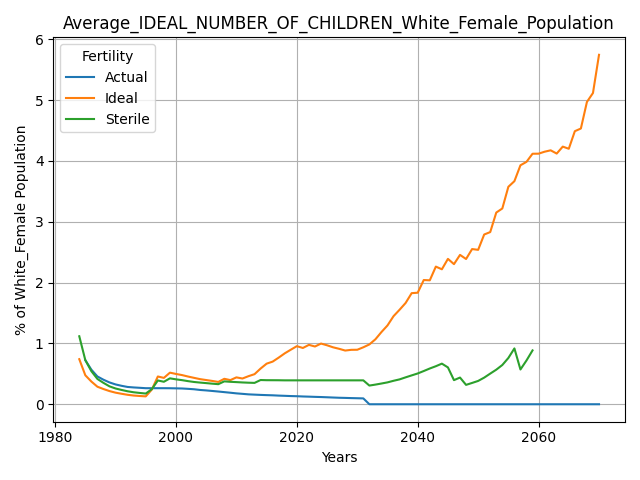 Average_IDEAL_NUMBER_OF_CHILDREN_White_Female_Population
6
5
4
3
2
1
0
% of White_Female Population
Fertility
Actual
Ideal
Sterile
1980 2000 2020 2040 2060
Years